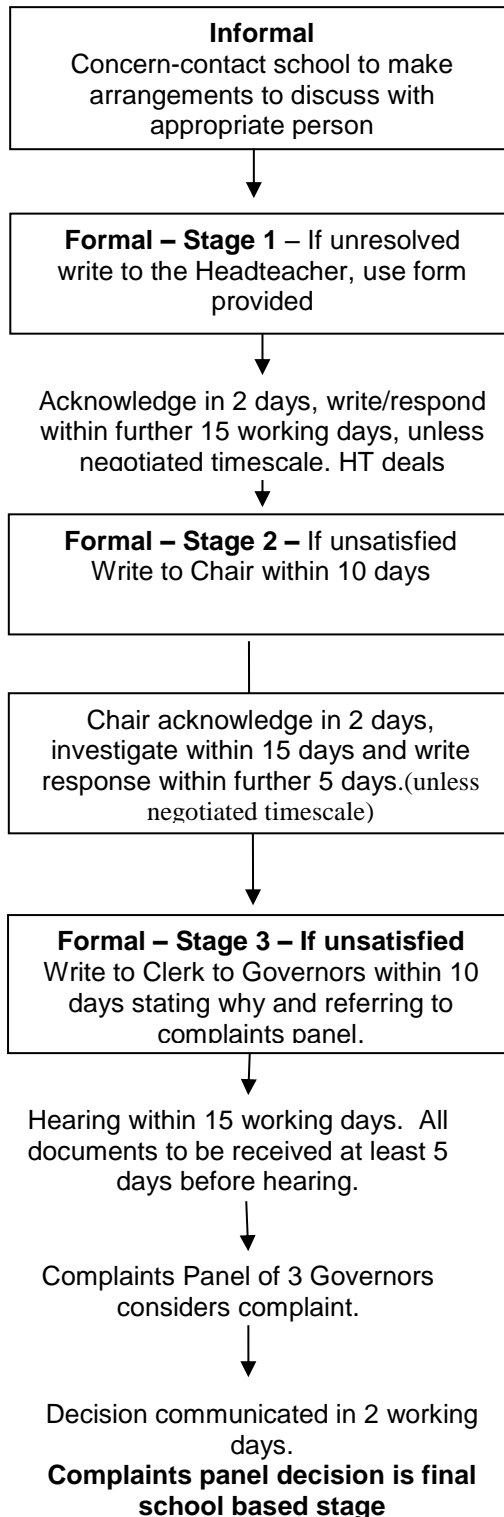 Informal
Concern-contact school to make
arrangements to discuss with
appropriate person
Formal – Stage 1 – If unresolved
write to the Headteacher, use form
provided
Acknowledge in 2 days, write/respond
within further 15 working days, unless
negotiated timescale. HT deals
Formal – Stage 2 – If unsatisfied
Write to Chair within 10 days
Chair acknowledge in 2 days,
investigate within 15 days and write
response within further 5 days.(unless
negotiated timescale)
Formal – Stage 3 – If unsatisfied
Write to Clerk to Governors within 10
days stating why and referring to
complaints panel.
Hearing within 15 working days.  All
documents to be received at least 5
days before hearing.
Complaints Panel of 3 Governors
considers complaint.
Decision communicated in 2 working
days.
Complaints panel decision is final
school based stage